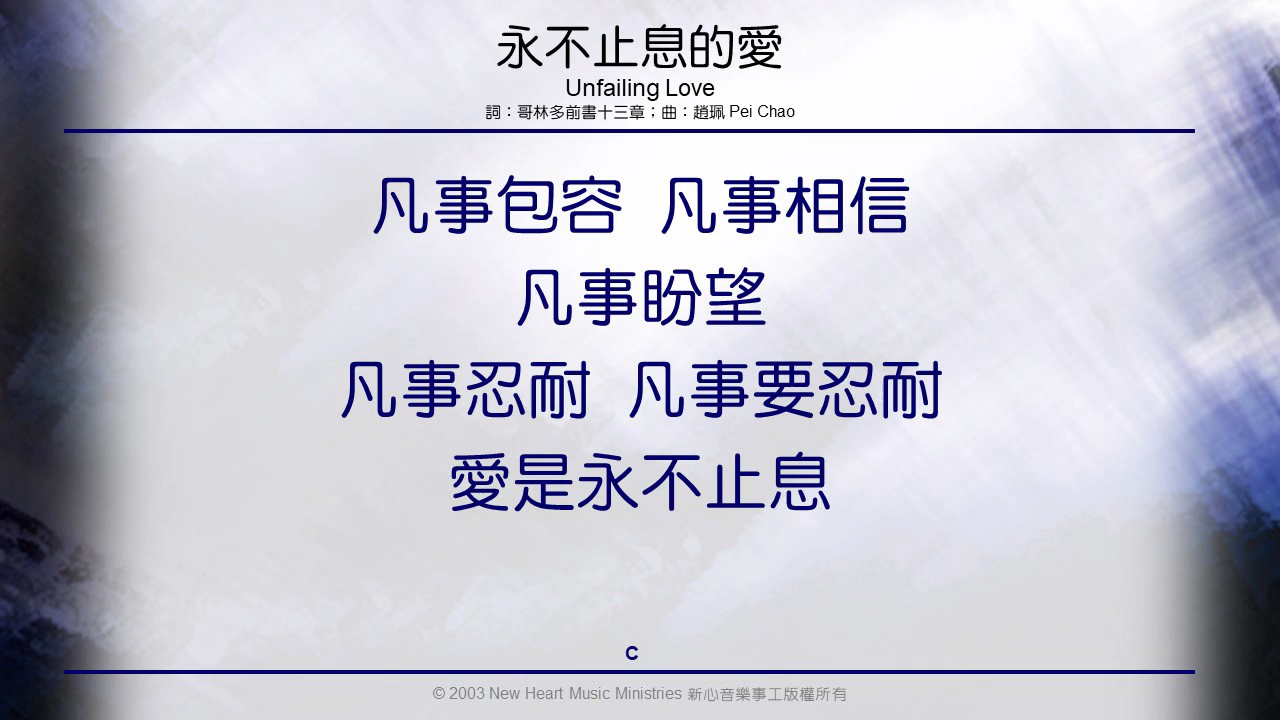 永不止息的愛
Unfailing Love
詞：哥林多前書十三章；曲：趙珮 Pei Chao
凡事包容 凡事相信
凡事盼望
凡事忍耐 凡事要忍耐
愛是永不止息
C
© 2003 New Heart Music Ministries 新心音樂事工版權所有